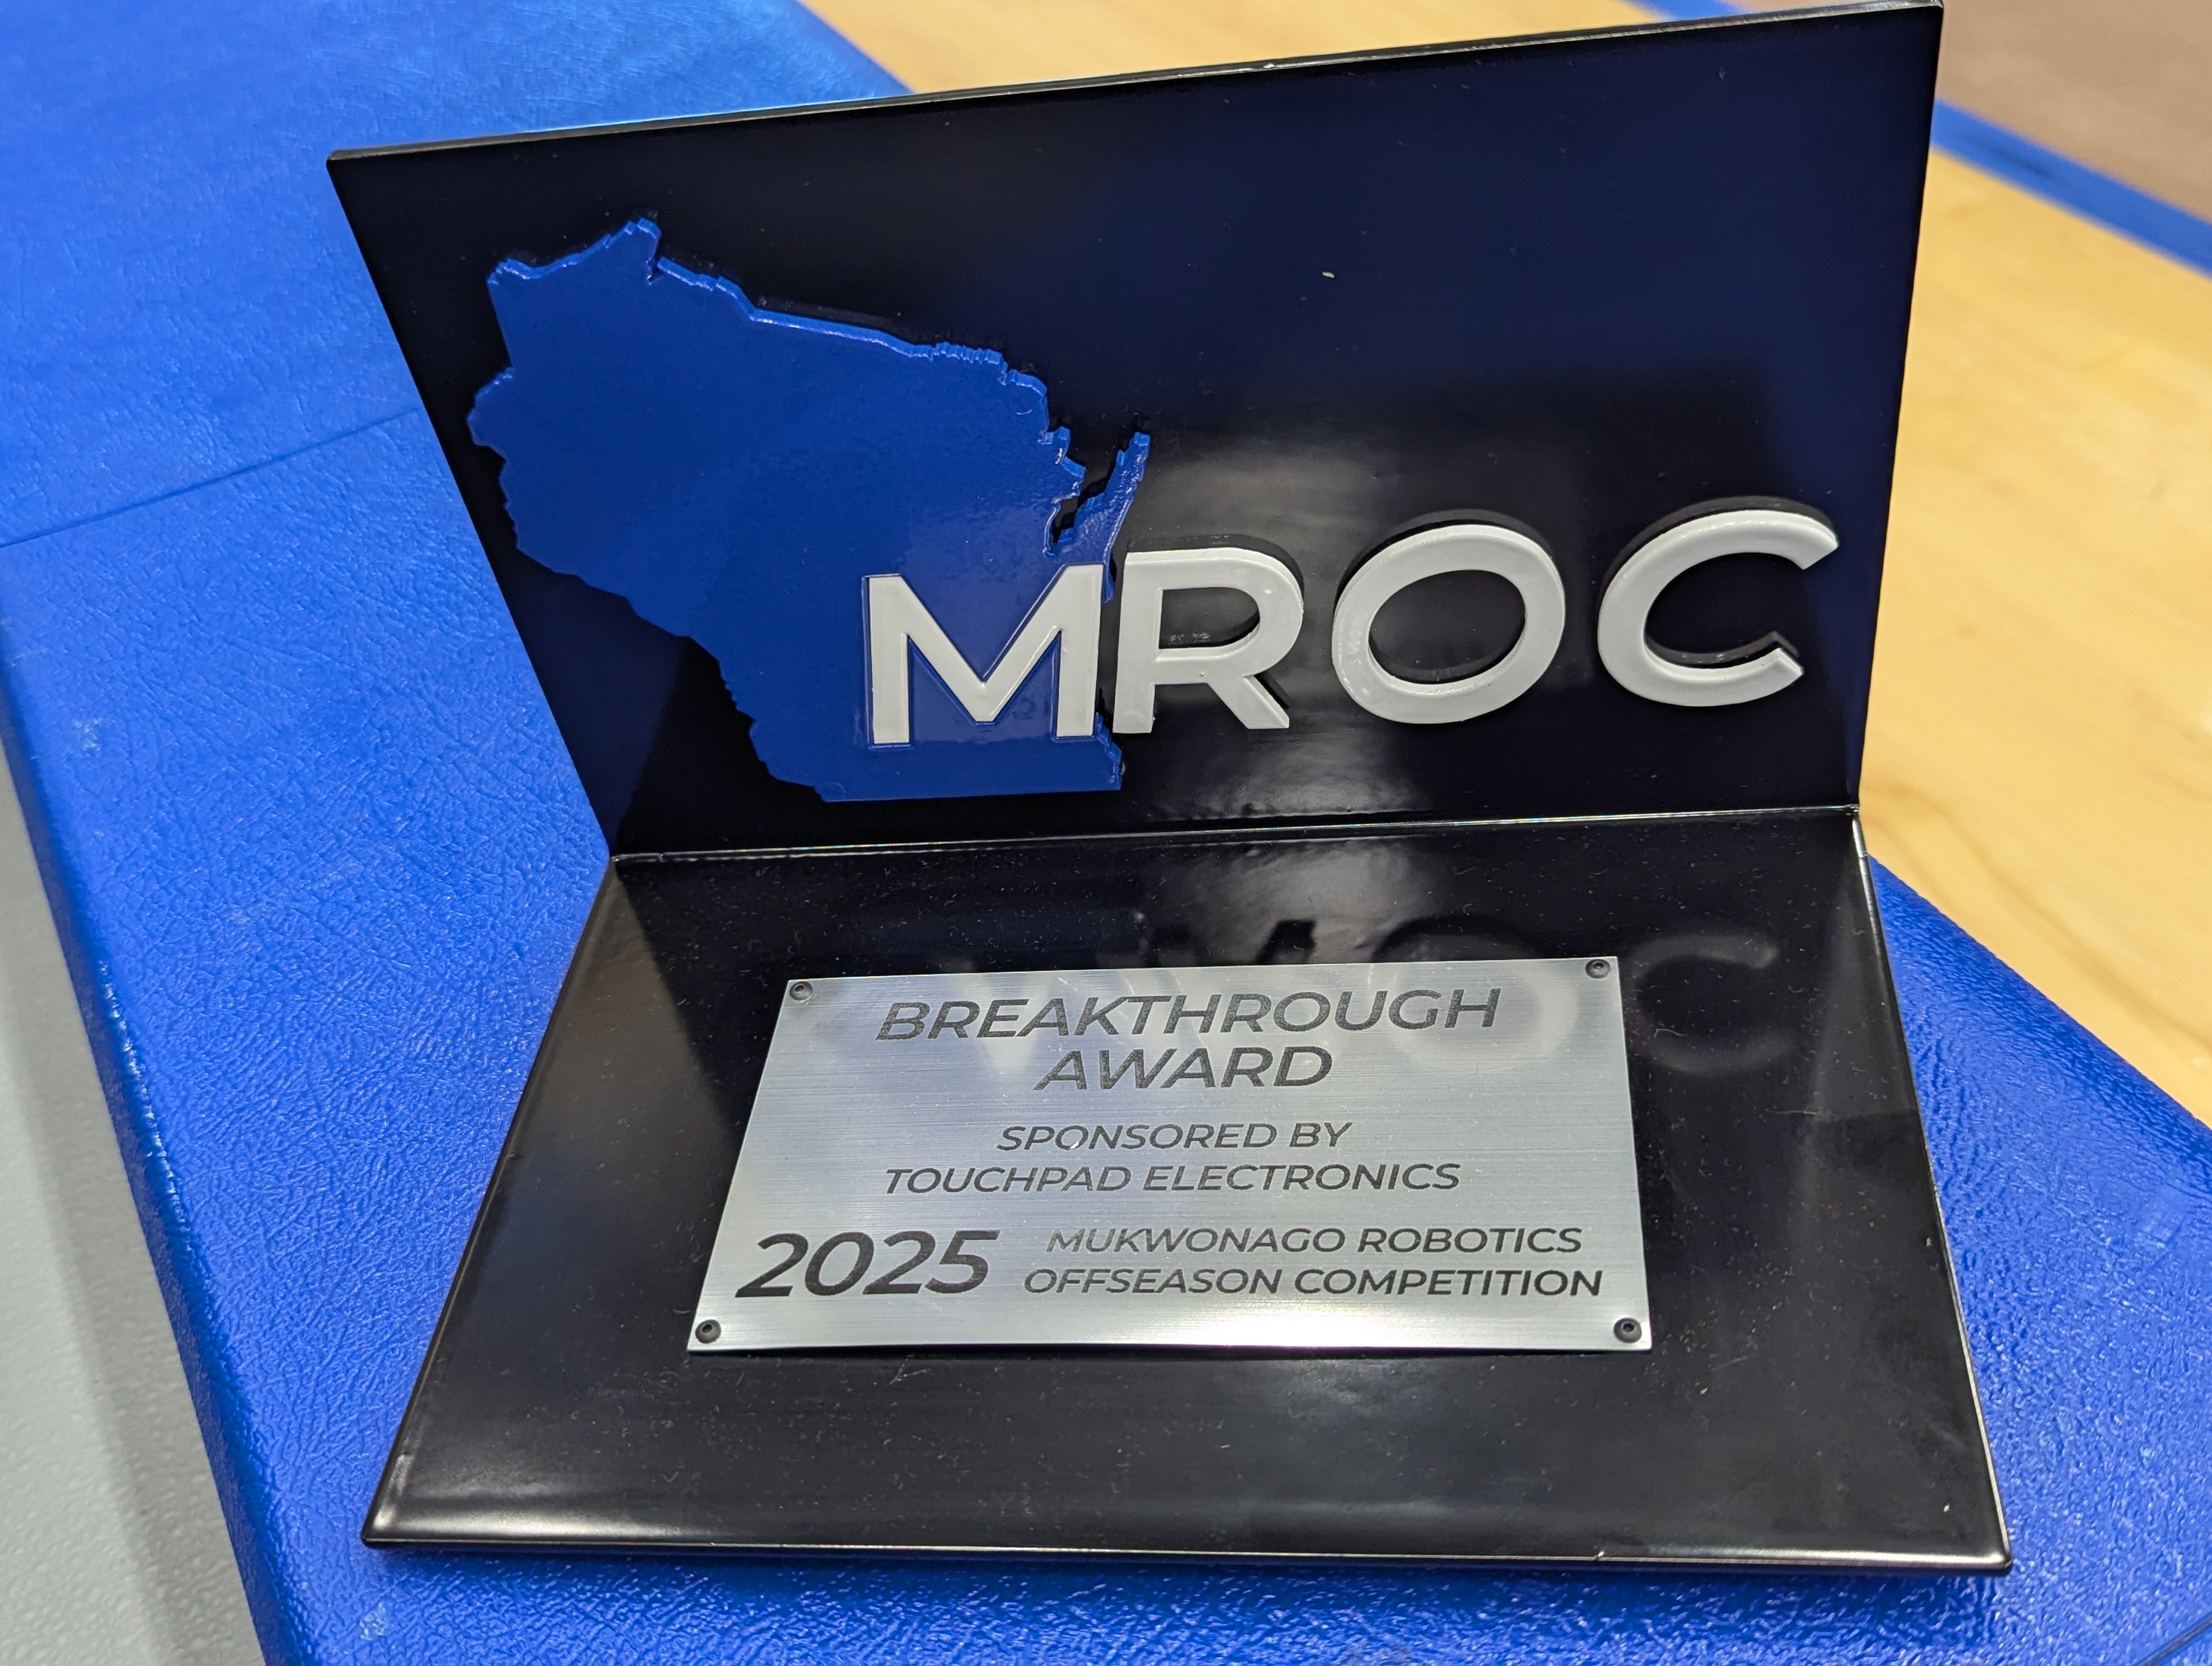 MROC
BREAKTHROUGH
AWARD
SPONSORED BY
TOUCHPAD ELECTRONICS
2025 MUKWONAGO ROBOTICS
OFFSEASON COMPETITION